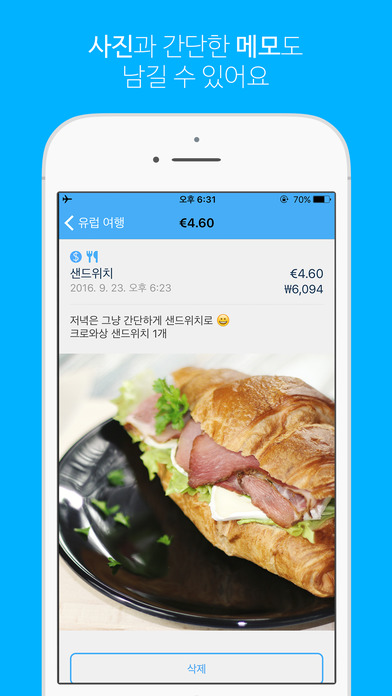 사진과 간단한 메모도
남길 수 있어요
오후 6:31
70%
유럽 여행
€4.60
샌드위치
€4.60
2016. 9. 23. 오후 6:23
₩6,094
저녁은 그냥 간단하게 샌드위치로 😀
크로와상 샌드위치 1개
삭제